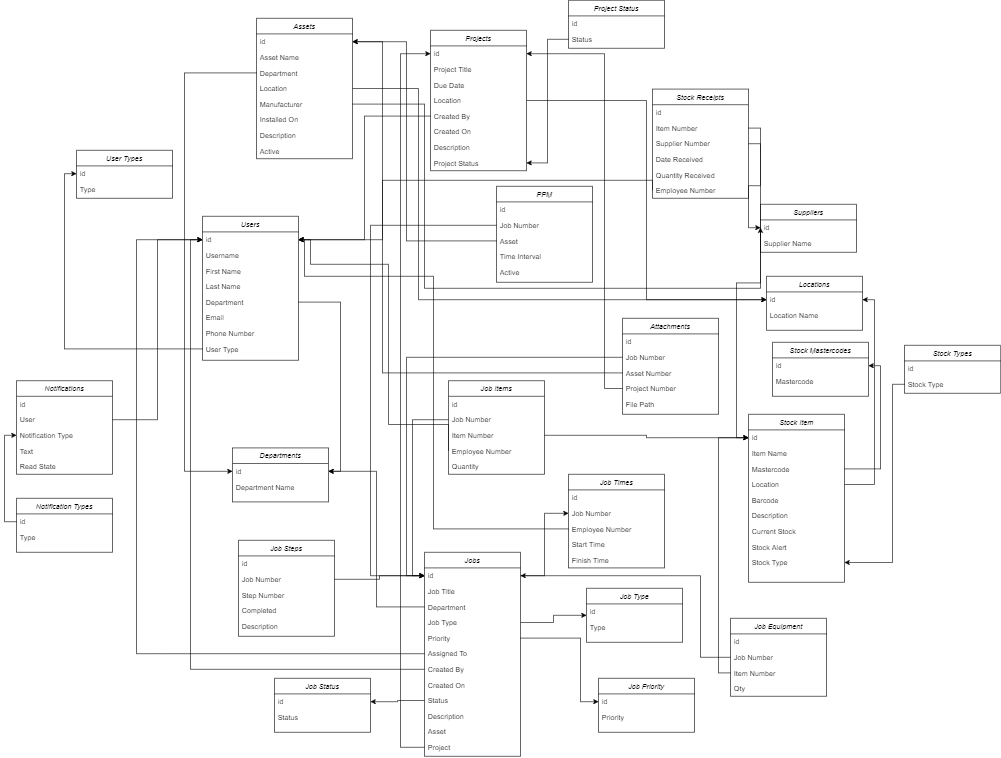 Project Status
id
Status
Assets
id
Asset Name
Department
Location
Manufacturer
Installed On
Description
Active
Projects
id
Project Title
Due Date
Location
Created By
Created On
Description
Project Status
Stock Receipts
id
Item Number
Supplier Number
Date Received
Quantity Received
Employee Number
User Types
id
Type
PPM
id
Job Number
Asset
Time Interval
Active
Suppliers
id
Supplier Name
Users
id
Username
First Name
Last Name
Department
Email
Phone Number
User Type
Locations
id
Location Name
Attachments
id
Job Number
Asset Number
Project Number
File Path
Stock Mastercodes
id
Mastercode
Stock Types
id
Stock Type
Notifications
id
User
Notification Type
Text
Read State
Job Items
id
Job Number
Item Number
Employee Number
Quantity
Stock Item
id
Item Name
Mastercode
Location
Barcode
Description
Current Stock
Stock Alert
Stock Type
Departments
id
Department Name
Job Times
id
Job Number
Employee Number
Start Time
Finish Time
Notification Types
id
Type
Job Steps
id
Job Number
Step Number
Completed
Description
Jobs
id
Job Title
Department
Job Type
Priority
Assigned To
Created By
Created On
Status
Description
Asset
Project
Job Type
id
Type
Job Equipment
id
Job Number
Item Number
Qty
Job Status
id
Status
Job Priority
id
Priority